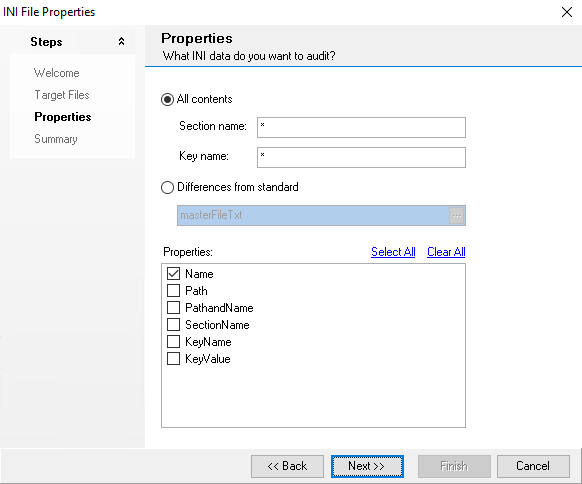 INI File Properties
Steps
Welcome
Target Files
Properties
Summary
Properties
What INI data do you want to audit?
All contents
Section name: *
Key name: *
Differences from standard
masterFileTxt ...
Properties: Select All Clear All
Name
Path
PathandName
SectionName
KeyName
KeyValue
<< Back Next >> Finish Cancel